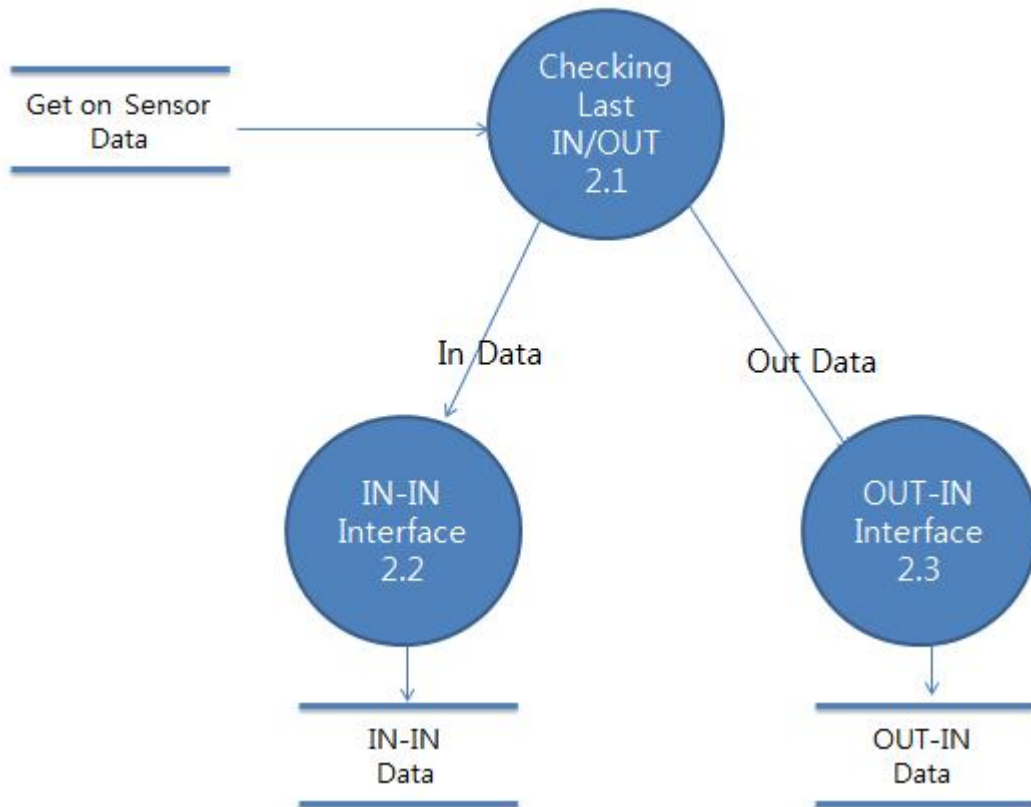 Get on Sensor
Data
Checking
Last
IN/OUT
2.1
In Data
Out Data
IN-IN
Interface
2.2
OUT-IN
Interface
2.3
IN-IN
Data
OUT-IN
Data